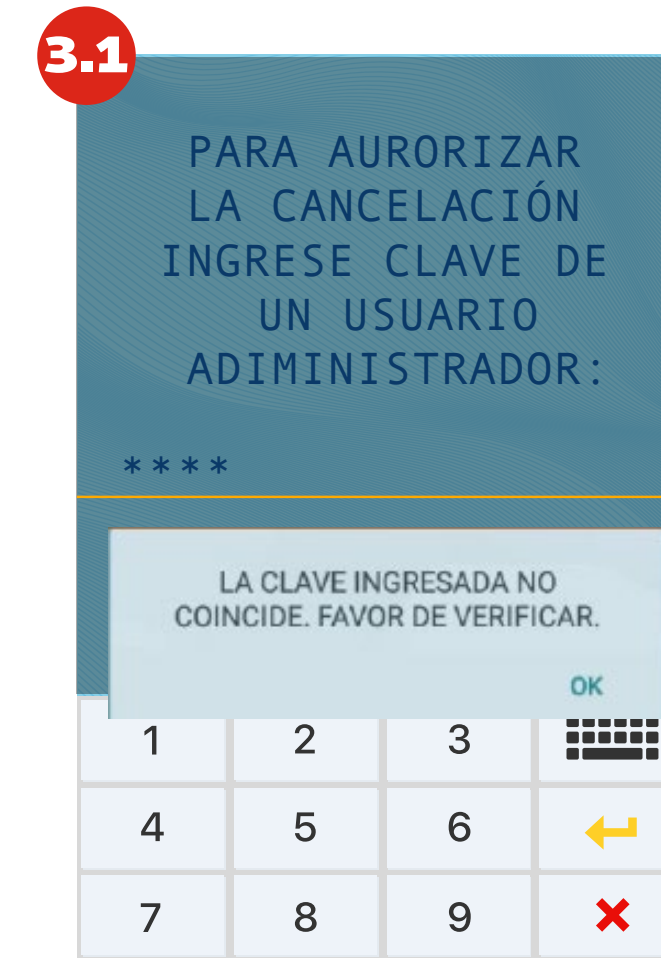 3.1
PARA AURORIZAR
LA CANCELACIÓN
INGRESE CLAVE DE
UN USUARIO
ADIMINISTRADOR:
****
LA CLAVE INGRESADA NO
COINCIDE. FAVOR DE VERIFICAR.
OK
1 2 3
4 5 6
7 8 9